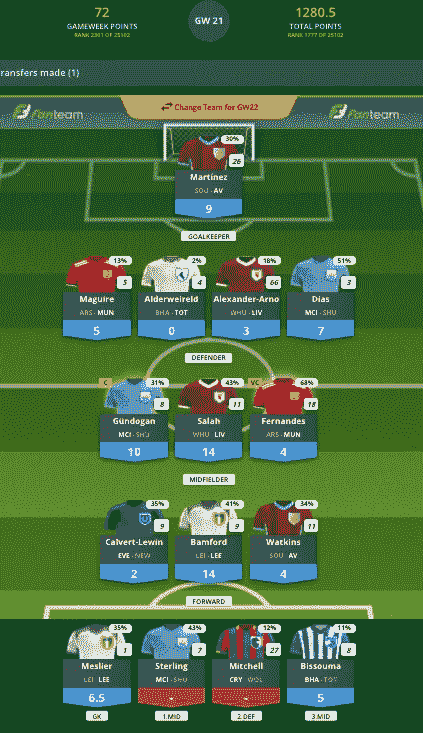 72
GAMEWEEK POINTS
RANK 2301 OF 25102
GW 21
1280.5
TOTAL POINTS
RANK 1777 OF 25102
ransfers made (1)
Fanteam
Change Team for GW22
Fanteam
30%
26
Martinez
SOU - AV
9
GOALKEEPER
13% 2% 18% 51%
5 4 66 3
Maguire Alderweireld Alexander-Arno Dias
ARS - MUN BHA - TOT WHU - LIV MCI - SHU
5 0 3 7
DEFENDER
C 31% 43% VC 68%
8 11 18
Gündogan Salah Fernandes
MCI - SHU WHU - LIV ARS - MUN
10 14 4
MIDFIELDER
35% 41% 34%
9 9 11
Calvert-Lewin Bamford Watkins
EVE - NEW LEI - LEE SOU - AV
2 14 4
FORWARD
35% 43% 12% 11%
1 7 27 8
Meslier Sterling Mitchell Bissouma
LEI - LEE MCI - SHU CRY - WOL BHA - TOT
6.5 - - 5
GK 1.MID 2.DEF 3.MID